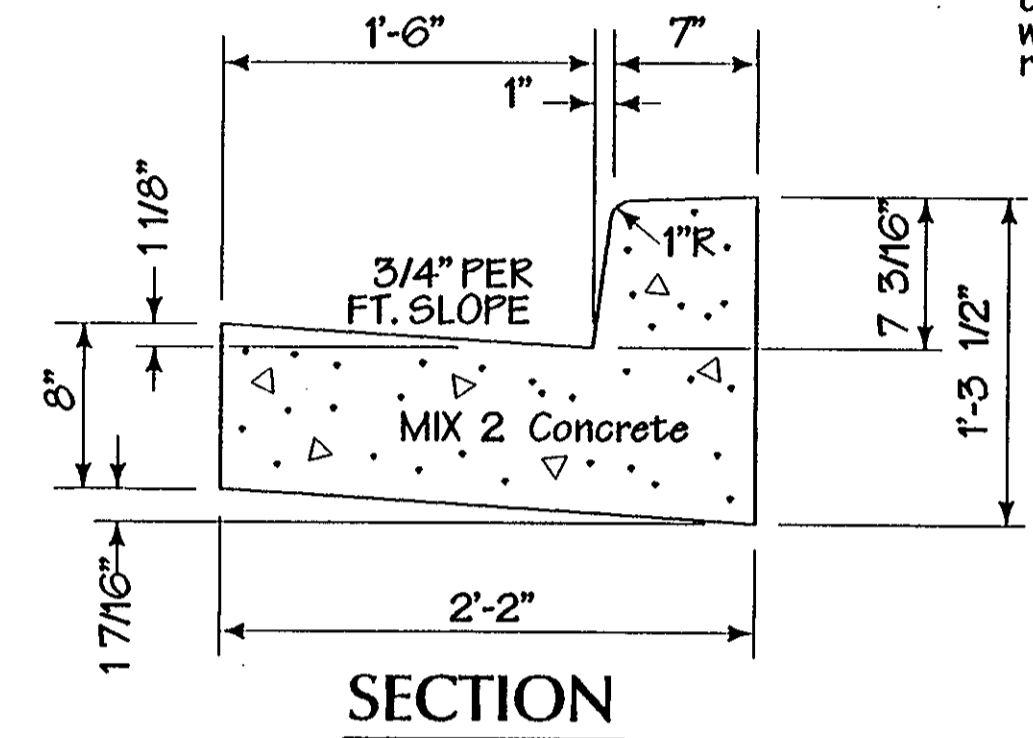 1'-6"
7"
1"
1 1/8"
1"R
3/4" PER
FT. SLOPE
7 3/16"
1'-3 1/2"
8"
MIX 2 Concrete
1 7/16"
2'-2"
SECTION